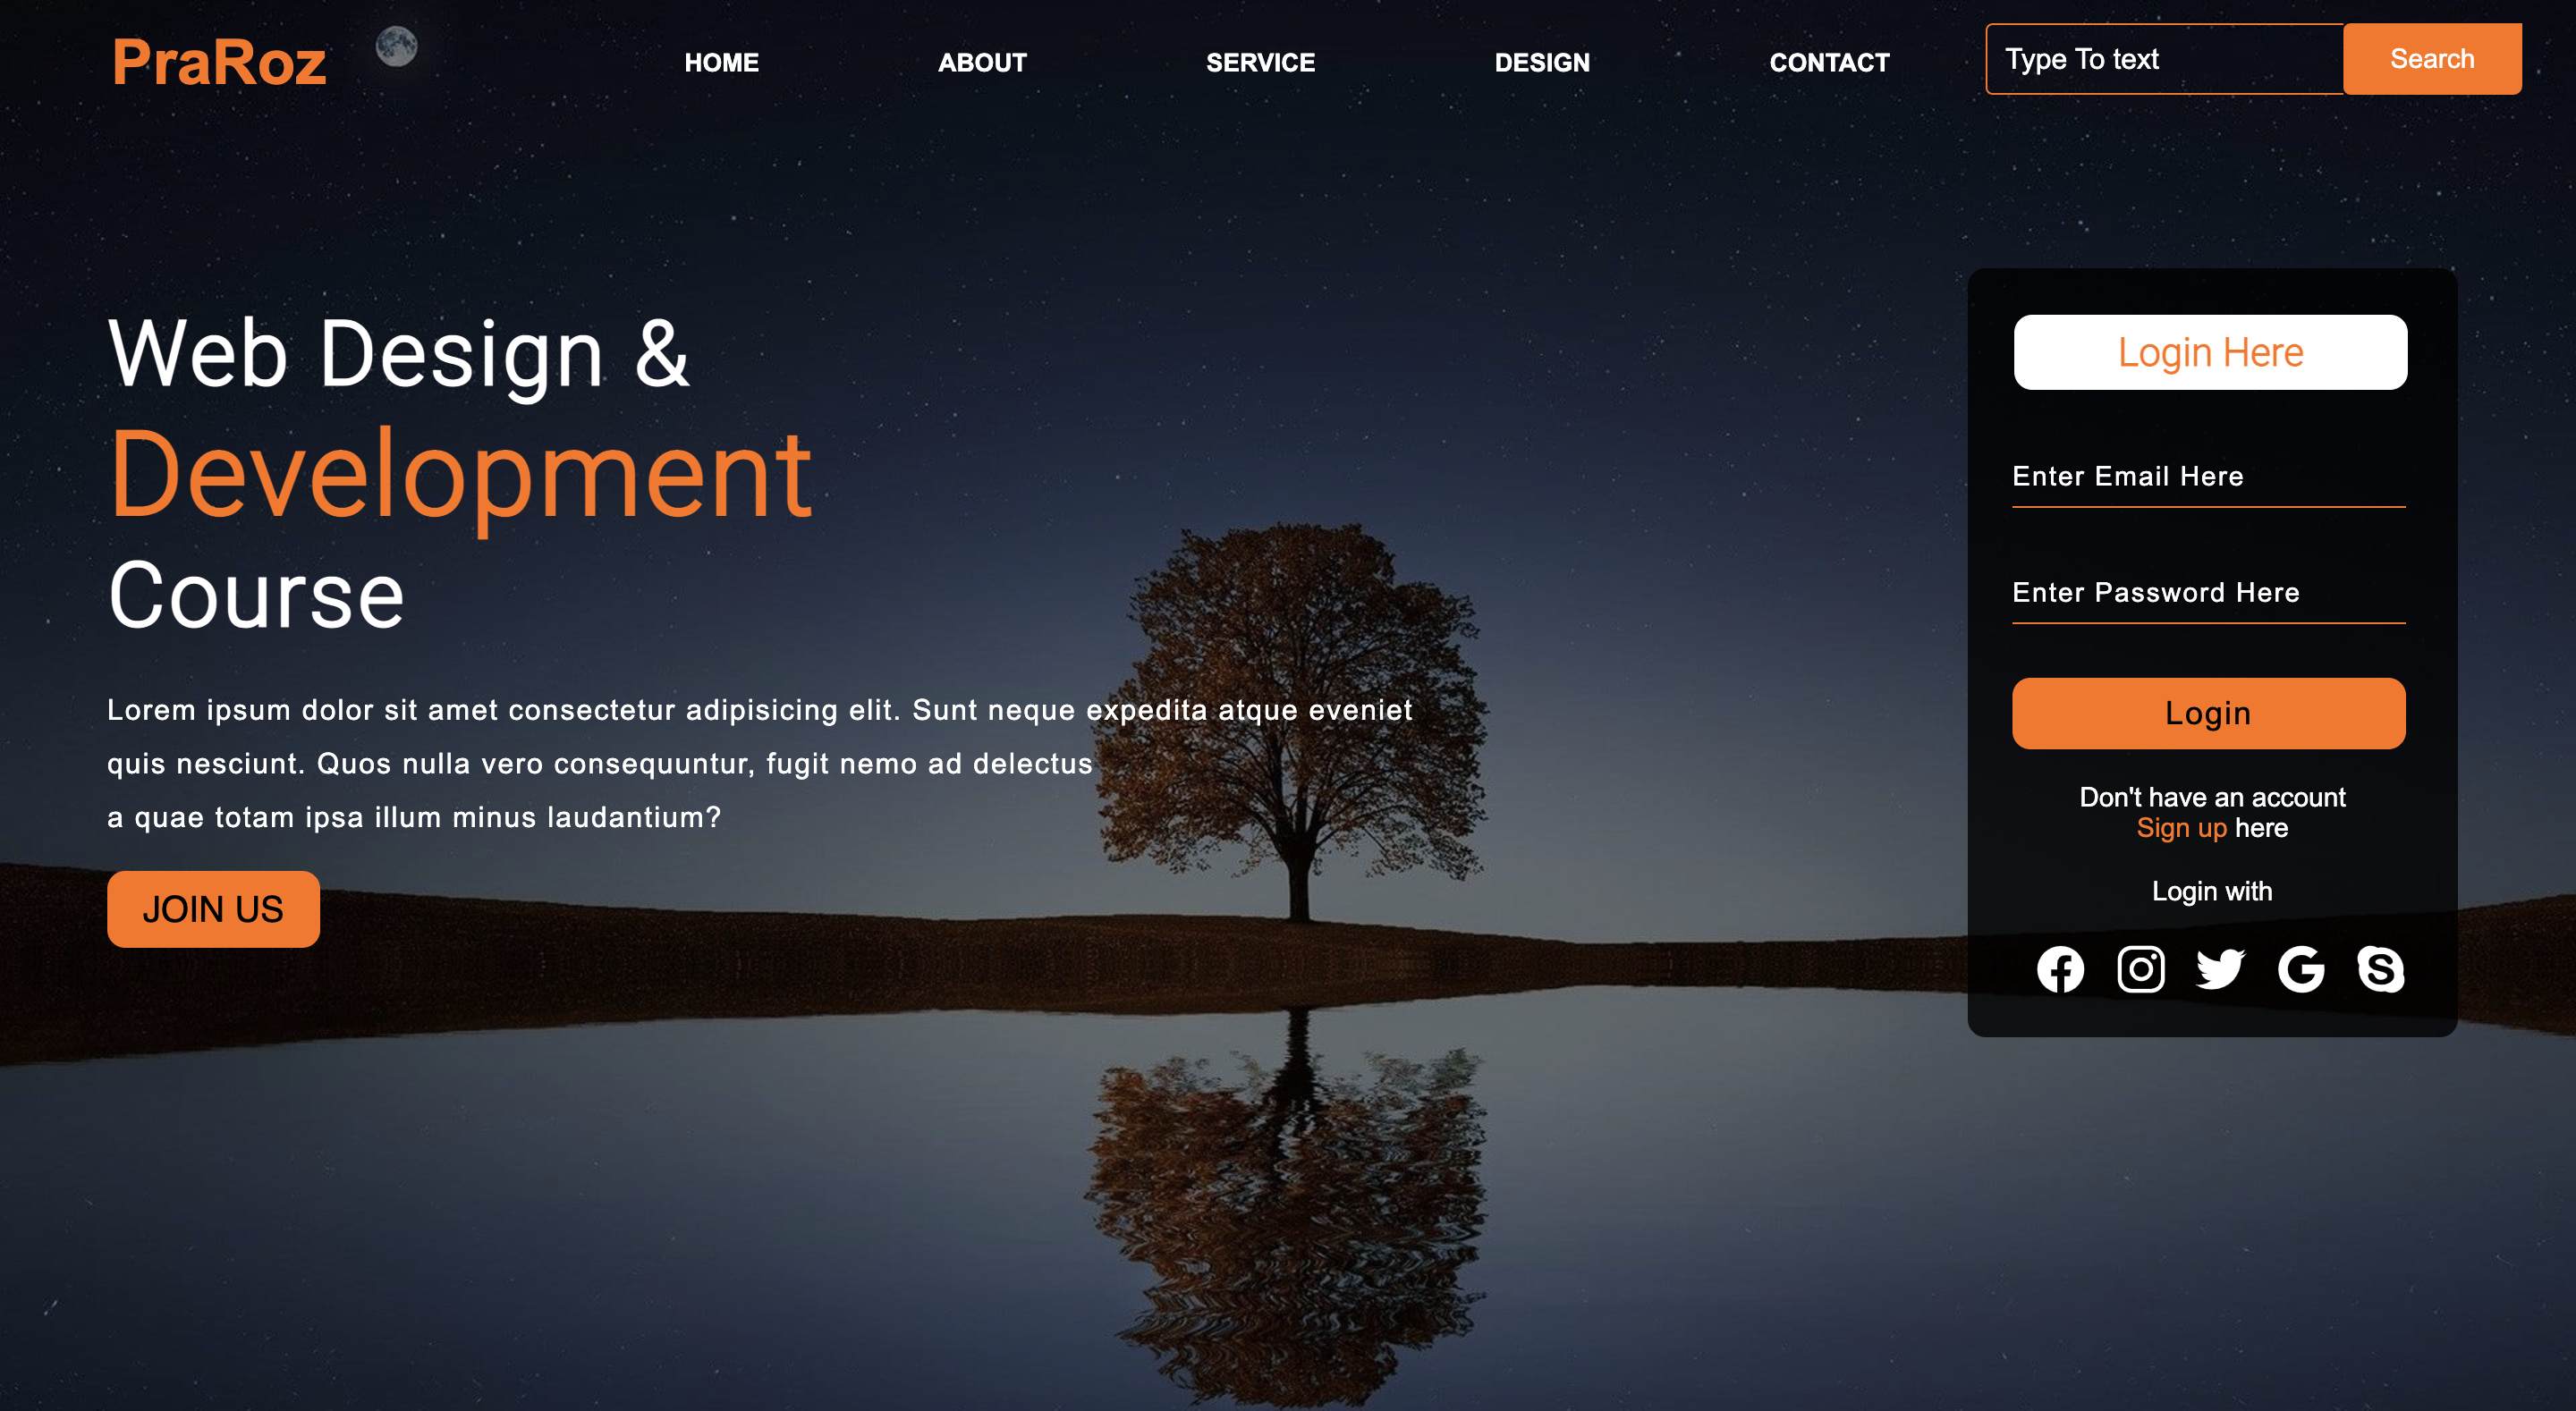 PraRoz
HOME
ABOUT
SERVICE
DESIGN
CONTACT
Type To text
Search
Web Design &
Development
Course
Lorem ipsum dolor sit amet consectetur adipisicing elit. Sunt neque expedita atque eveniet
quis nesciunt. Quos nulla vero consequuntur, fugit nemo ad delectus
a quae totam ipsa illum minus laudantium?
JOIN US
Login Here
Enter Email Here
Enter Password Here
Login
Don't have an account
Sign up here
Login with